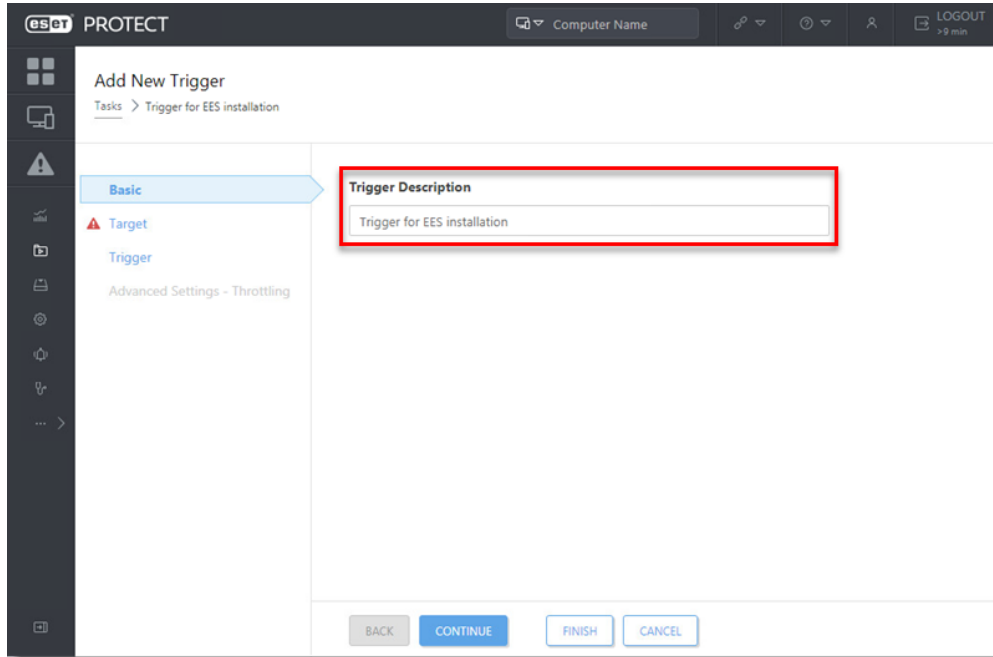 eset PROTECT
Computer Name
LOGOUT
>9 min
Add New Trigger
Tasks > Trigger for EES installation
Basic
Target
Trigger
Advanced Settings - Throttling
Trigger Description
Trigger for EES installation
BACK CONTINUE FINISH CANCEL